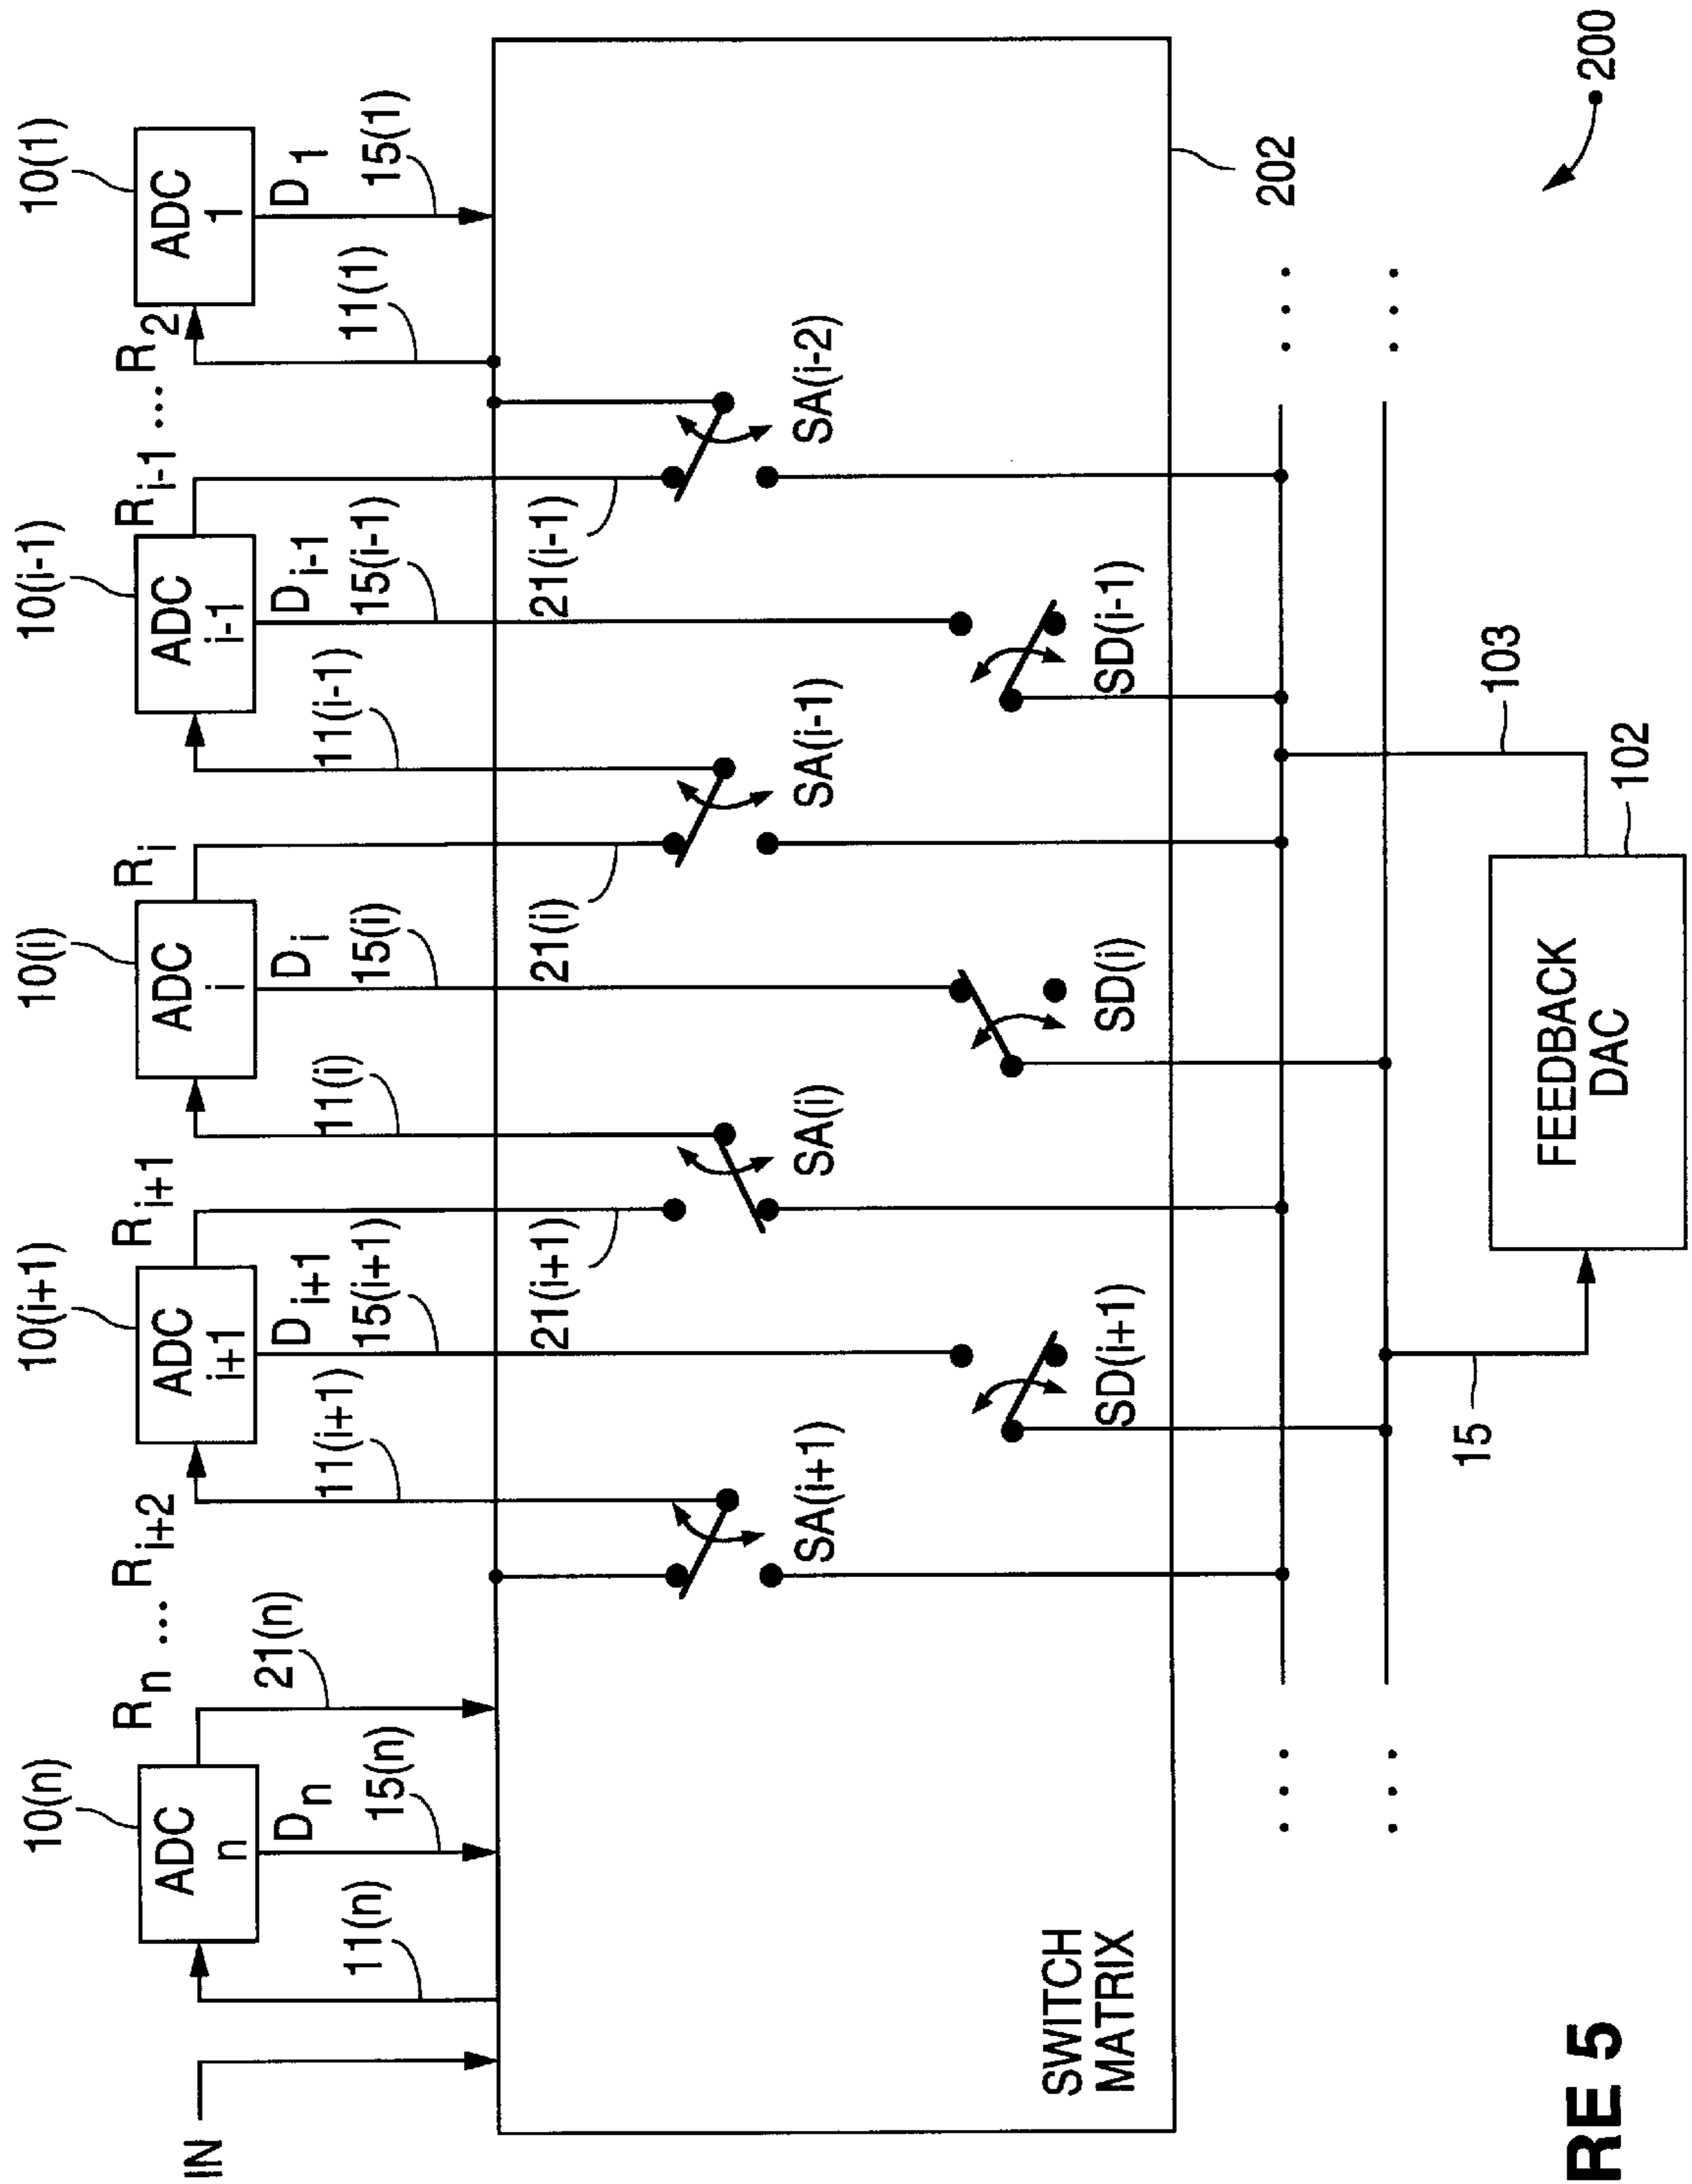 10(n)
10(i+1)
10(i)
10(i-1)
10(1)
IN
ADC
n
Rn ... Ri+2
ADC
i+1
Ri+1
ADC
i
Ri
ADC
i-1
Ri-1 ... R2
ADC
1
Dn
Di+1
Di
Di-1
D1
11(n)
15(n)
21(n)
11(i+1)
15(i+1)
11(i)
15(i)
11(i-1)
15(i-1)
11(1)
15(1)
21(i+1)
21(i)
21(i-1)
SA(i+1)
SA(i)
SA(i-1)
SA(i-2)
SWITCH
MATRIX
SD(i+1)
SD(i)
SD(i-1)
202
15
103
FEEDBACK
DAC
102
RE 5
200